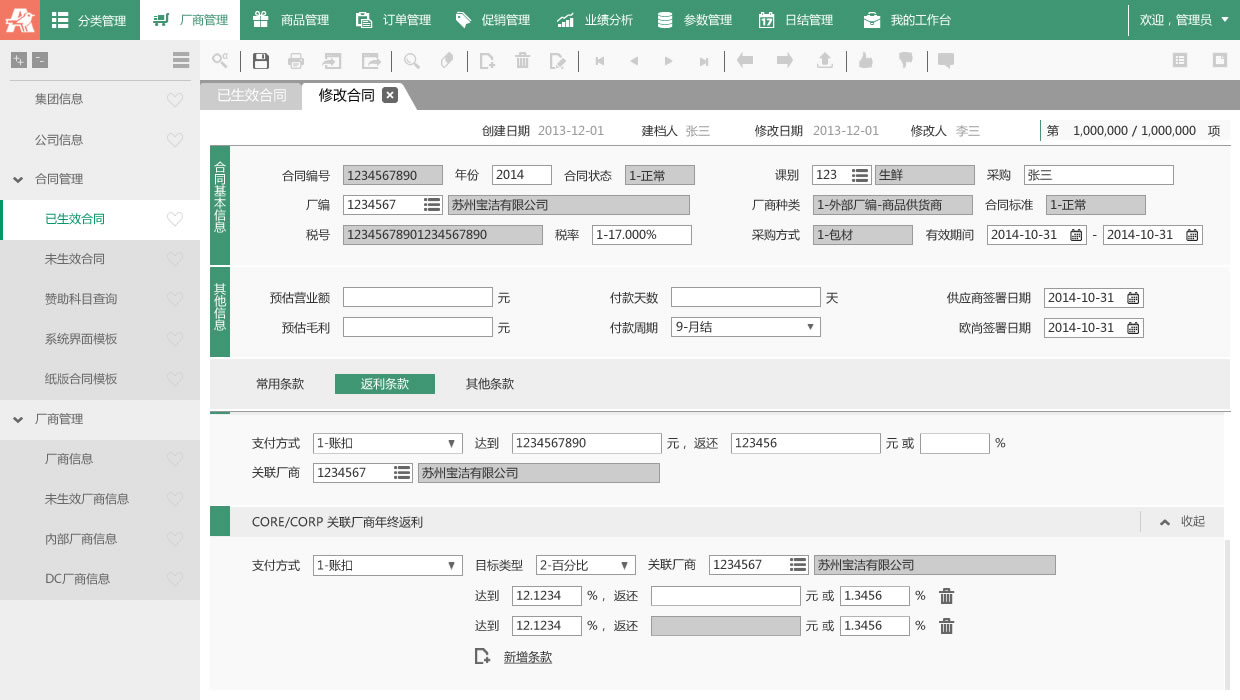 分类管理 厂商管理 商品管理 订单管理 促销管理 业绩分析 参数管理 日结管理 我的工作台 欢迎，管理员
集团信息
公司信息
合同管理
已生效合同
未生效合同
赞助科目查询
系统界面模板
纸版合同模板
厂商管理
厂商信息
未生效厂商信息
内部厂商信息
DC厂商信息
已生效合同 修改合同
创建日期 2013-12-01 建档人 张三 修改日期 2013-12-01 修改人 李三 第 1,000,000 / 1,000,000 项
合同基本信息
合同编号 1234567890 年份 2014 合同状态 1-正常 课别 123 生鲜 采购 张三
厂编 1234567 苏州宝洁有限公司 厂商种类 1-外部厂编-商品供货商 合同标准 1-正常
税号 12345678901234567890 税率 1-17.000% 采购方式 1-包材 有效期间 2014-10-31 - 2014-10-31
其他信息
预估营业额 元 付款天数 天 供应商签署日期 2014-10-31
预估毛利 元 付款周期 9-月结 欧尚签署日期 2014-10-31
常用条款 返利条款 其他条款
支付方式 1-账扣 达到 1234567890 元，返还 123456 元 或 %
关联厂商 1234567 苏州宝洁有限公司
CORE/CORP 关联厂商年终返利 收起
支付方式 1-账扣 目标类型 2-百分比 关联厂商 1234567 苏州宝洁有限公司
达到 12.1234 %，返还 元 或 1.3456 %
达到 12.1234 %，返还 元 或 1.3456 %
新增条款